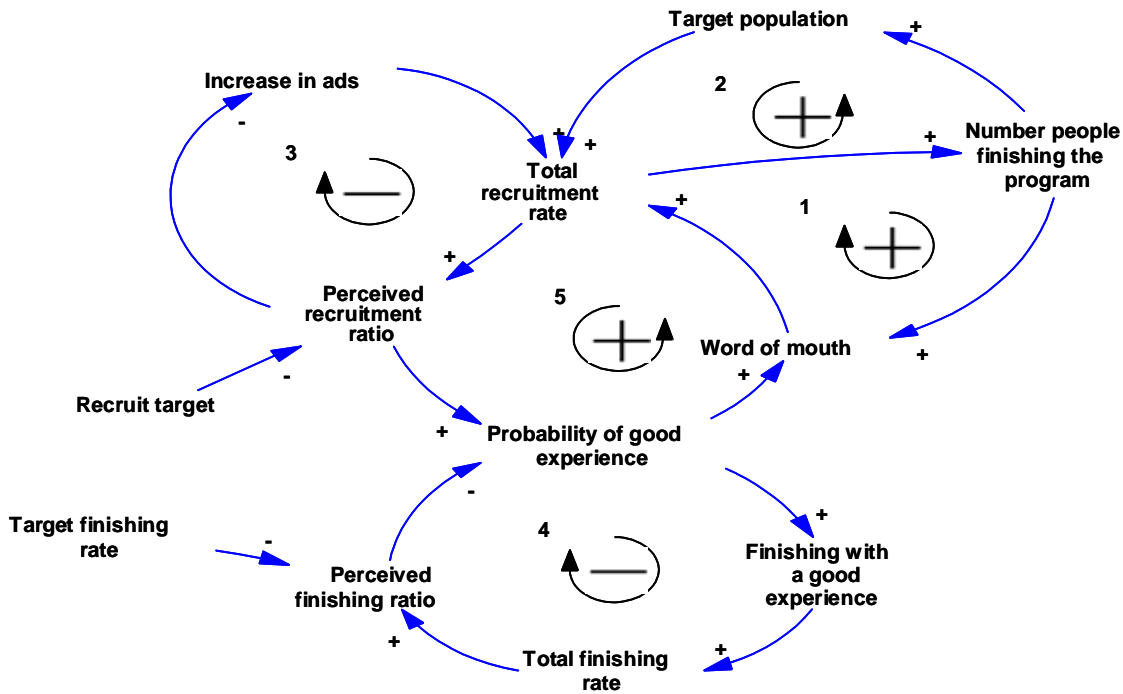 Target population
+
Increase in ads
-
2
+
Number people
finishing the
program
3
+
+
+
Total
recruitment
rate
+
1
+
Perceived
recruitment
ratio
5
Word of mouth
+
+
-
Recruit target
+
Probability of good
experience
-
Target finishing
rate
-
+
4
Finishing with
a good
experience
Perceived
finishing ratio
+
Total finishing
rate
+